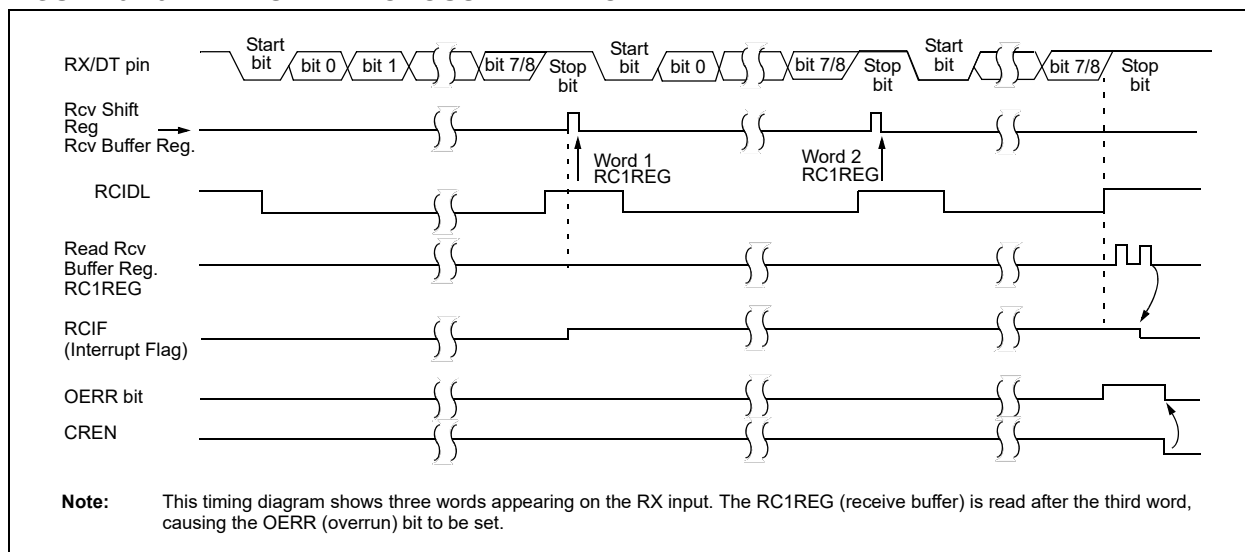 Start bit
bit 0
bit 1
bit 7/8
Stop bit
Start bit
bit 0
bit 7/8
Stop bit
Start bit
bit 7/8
Stop bit
RX/DT pin
Rcv Shift
Reg
Rcv Buffer Reg.
Word 1
RC1REG
Word 2
RC1REG
RCIDL
Read Rcv
Buffer Reg.
RC1REG
RCIF
(Interrupt Flag)
OERR bit
CREN
Note: This timing diagram shows three words appearing on the RX input. The RC1REG (receive buffer) is read after the third word,
causing the OERR (overrun) bit to be set.